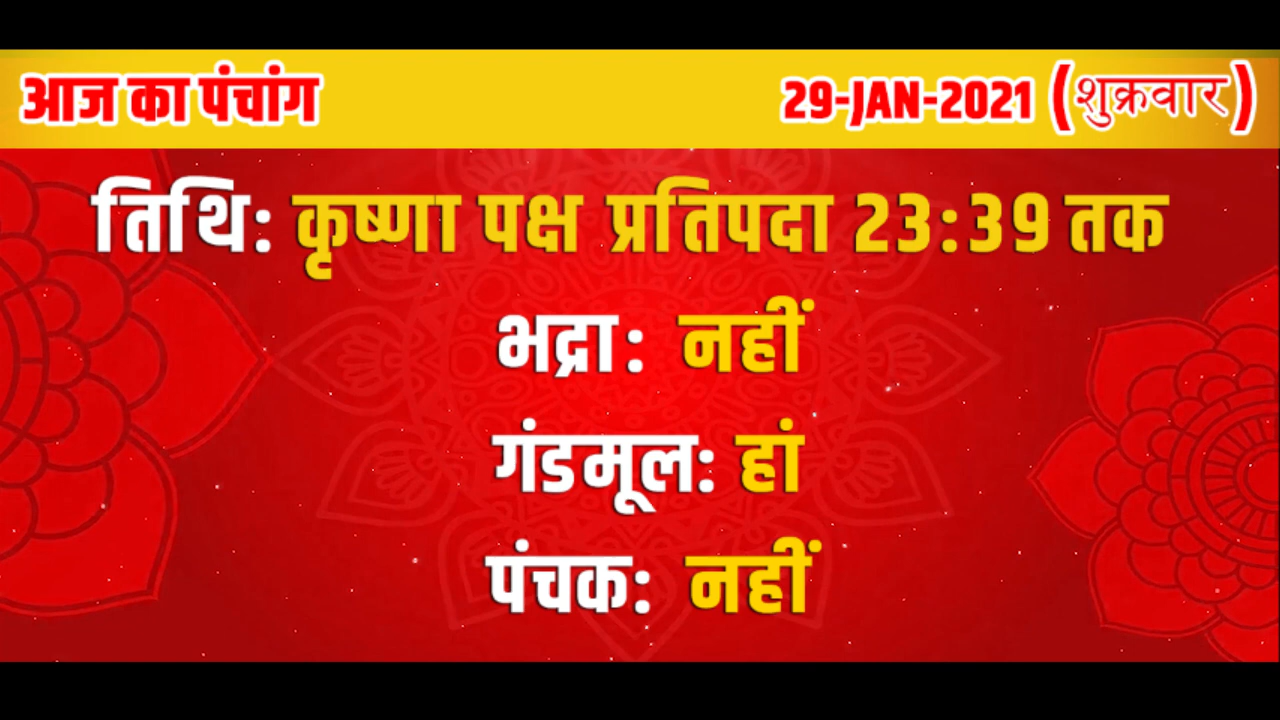 आज का पंचांग 29-JAN-2021 (शुक्रवार)
तिथि: कृष्णा पक्ष प्रतिपदा 23:39 तक
भद्रा: नहीं
गंडमूल: हां
पंचक: नहीं